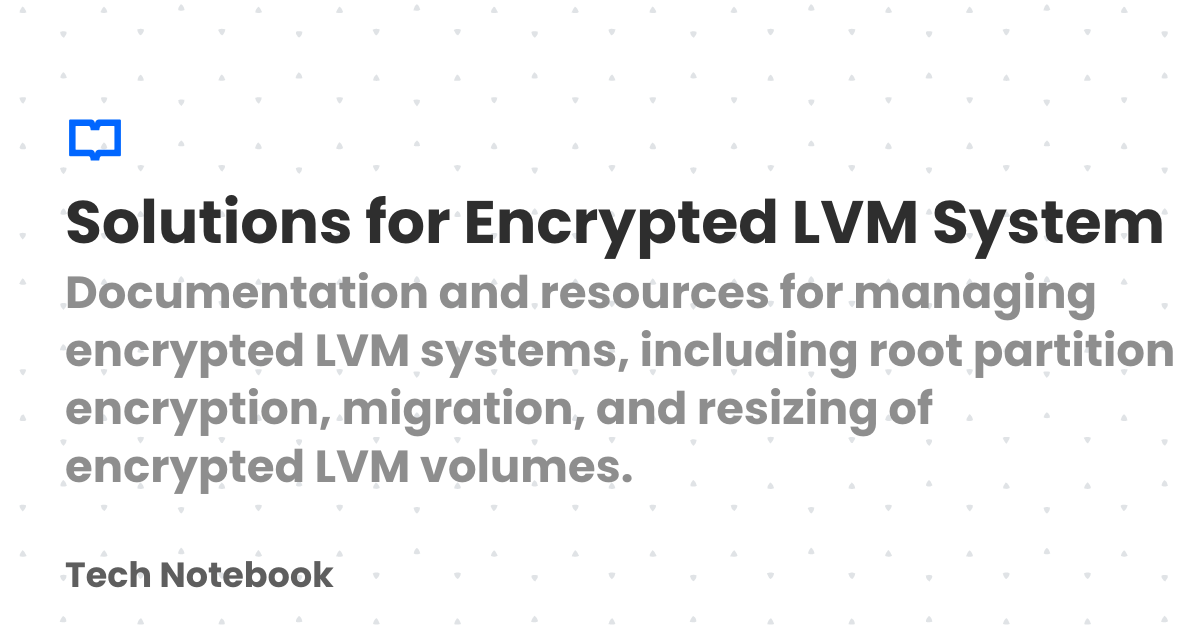 Solutions for Encrypted LVM System
Documentation and resources for managing
encrypted LVM systems, including root partition
encryption, migration, and resizing of
encrypted LVM volumes.
Tech Notebook